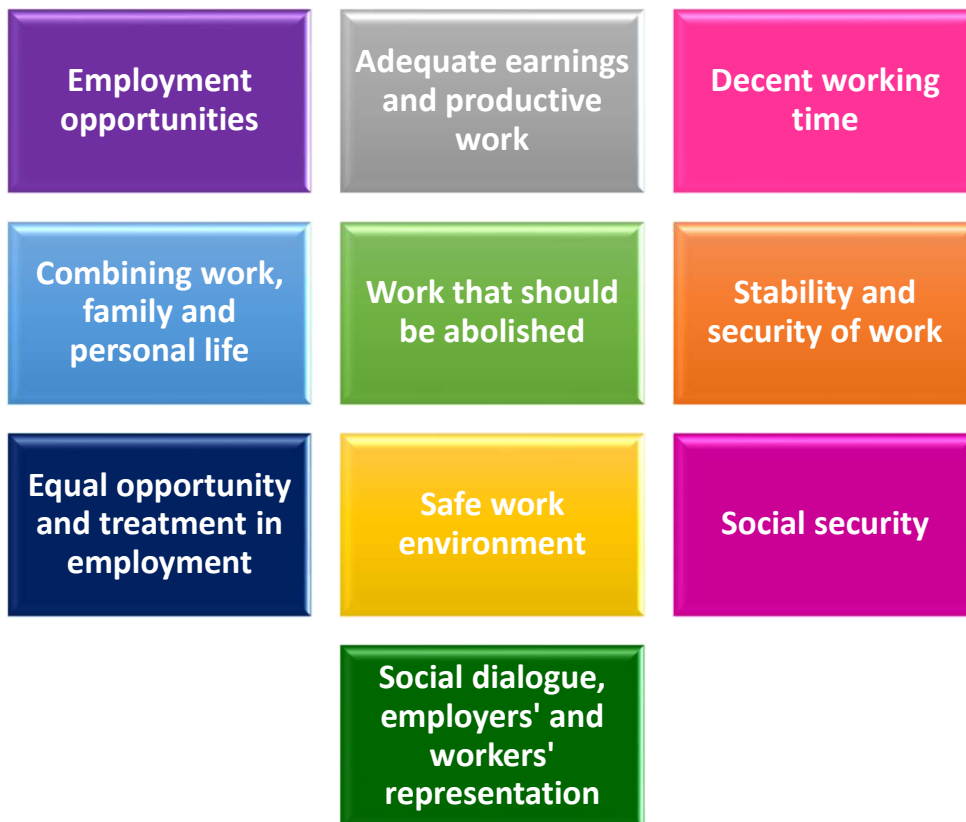 Employment
opportunities
Adequate earnings
and productive
work
Decent working
time
Combining work,
family and
personal life
Work that should
be abolished
Stability and
security of work
Equal opportunity
and treatment in
employment
Safe work
environment
Social security
Social dialogue,
employers' and
workers'
representation